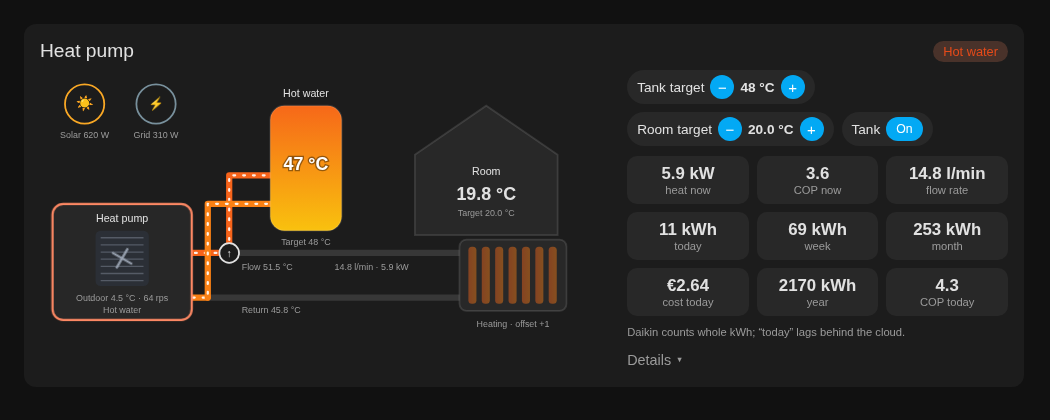 Heat pump
Hot water
Solar 620 W
Grid 310 W
Hot water
47 °C
Target 48 °C
Room
19.8 °C
Target 20.0 °C
Heat pump
Outdoor 4.5 °C · 64 rps
Hot water
↑
Flow 51.5 °C
14.8 l/min · 5.9 kW
Return 45.8 °C
Heating · offset +1
Tank target − 48 °C +
Room target − 20.0 °C +
Tank On
5.9 kW
heat now
3.6
COP now
14.8 l/min
flow rate
11 kWh
today
69 kWh
week
253 kWh
month
€2.64
cost today
2170 kWh
year
4.3
COP today
Daikin counts whole kWh; “today” lags behind the cloud.
Details ▾